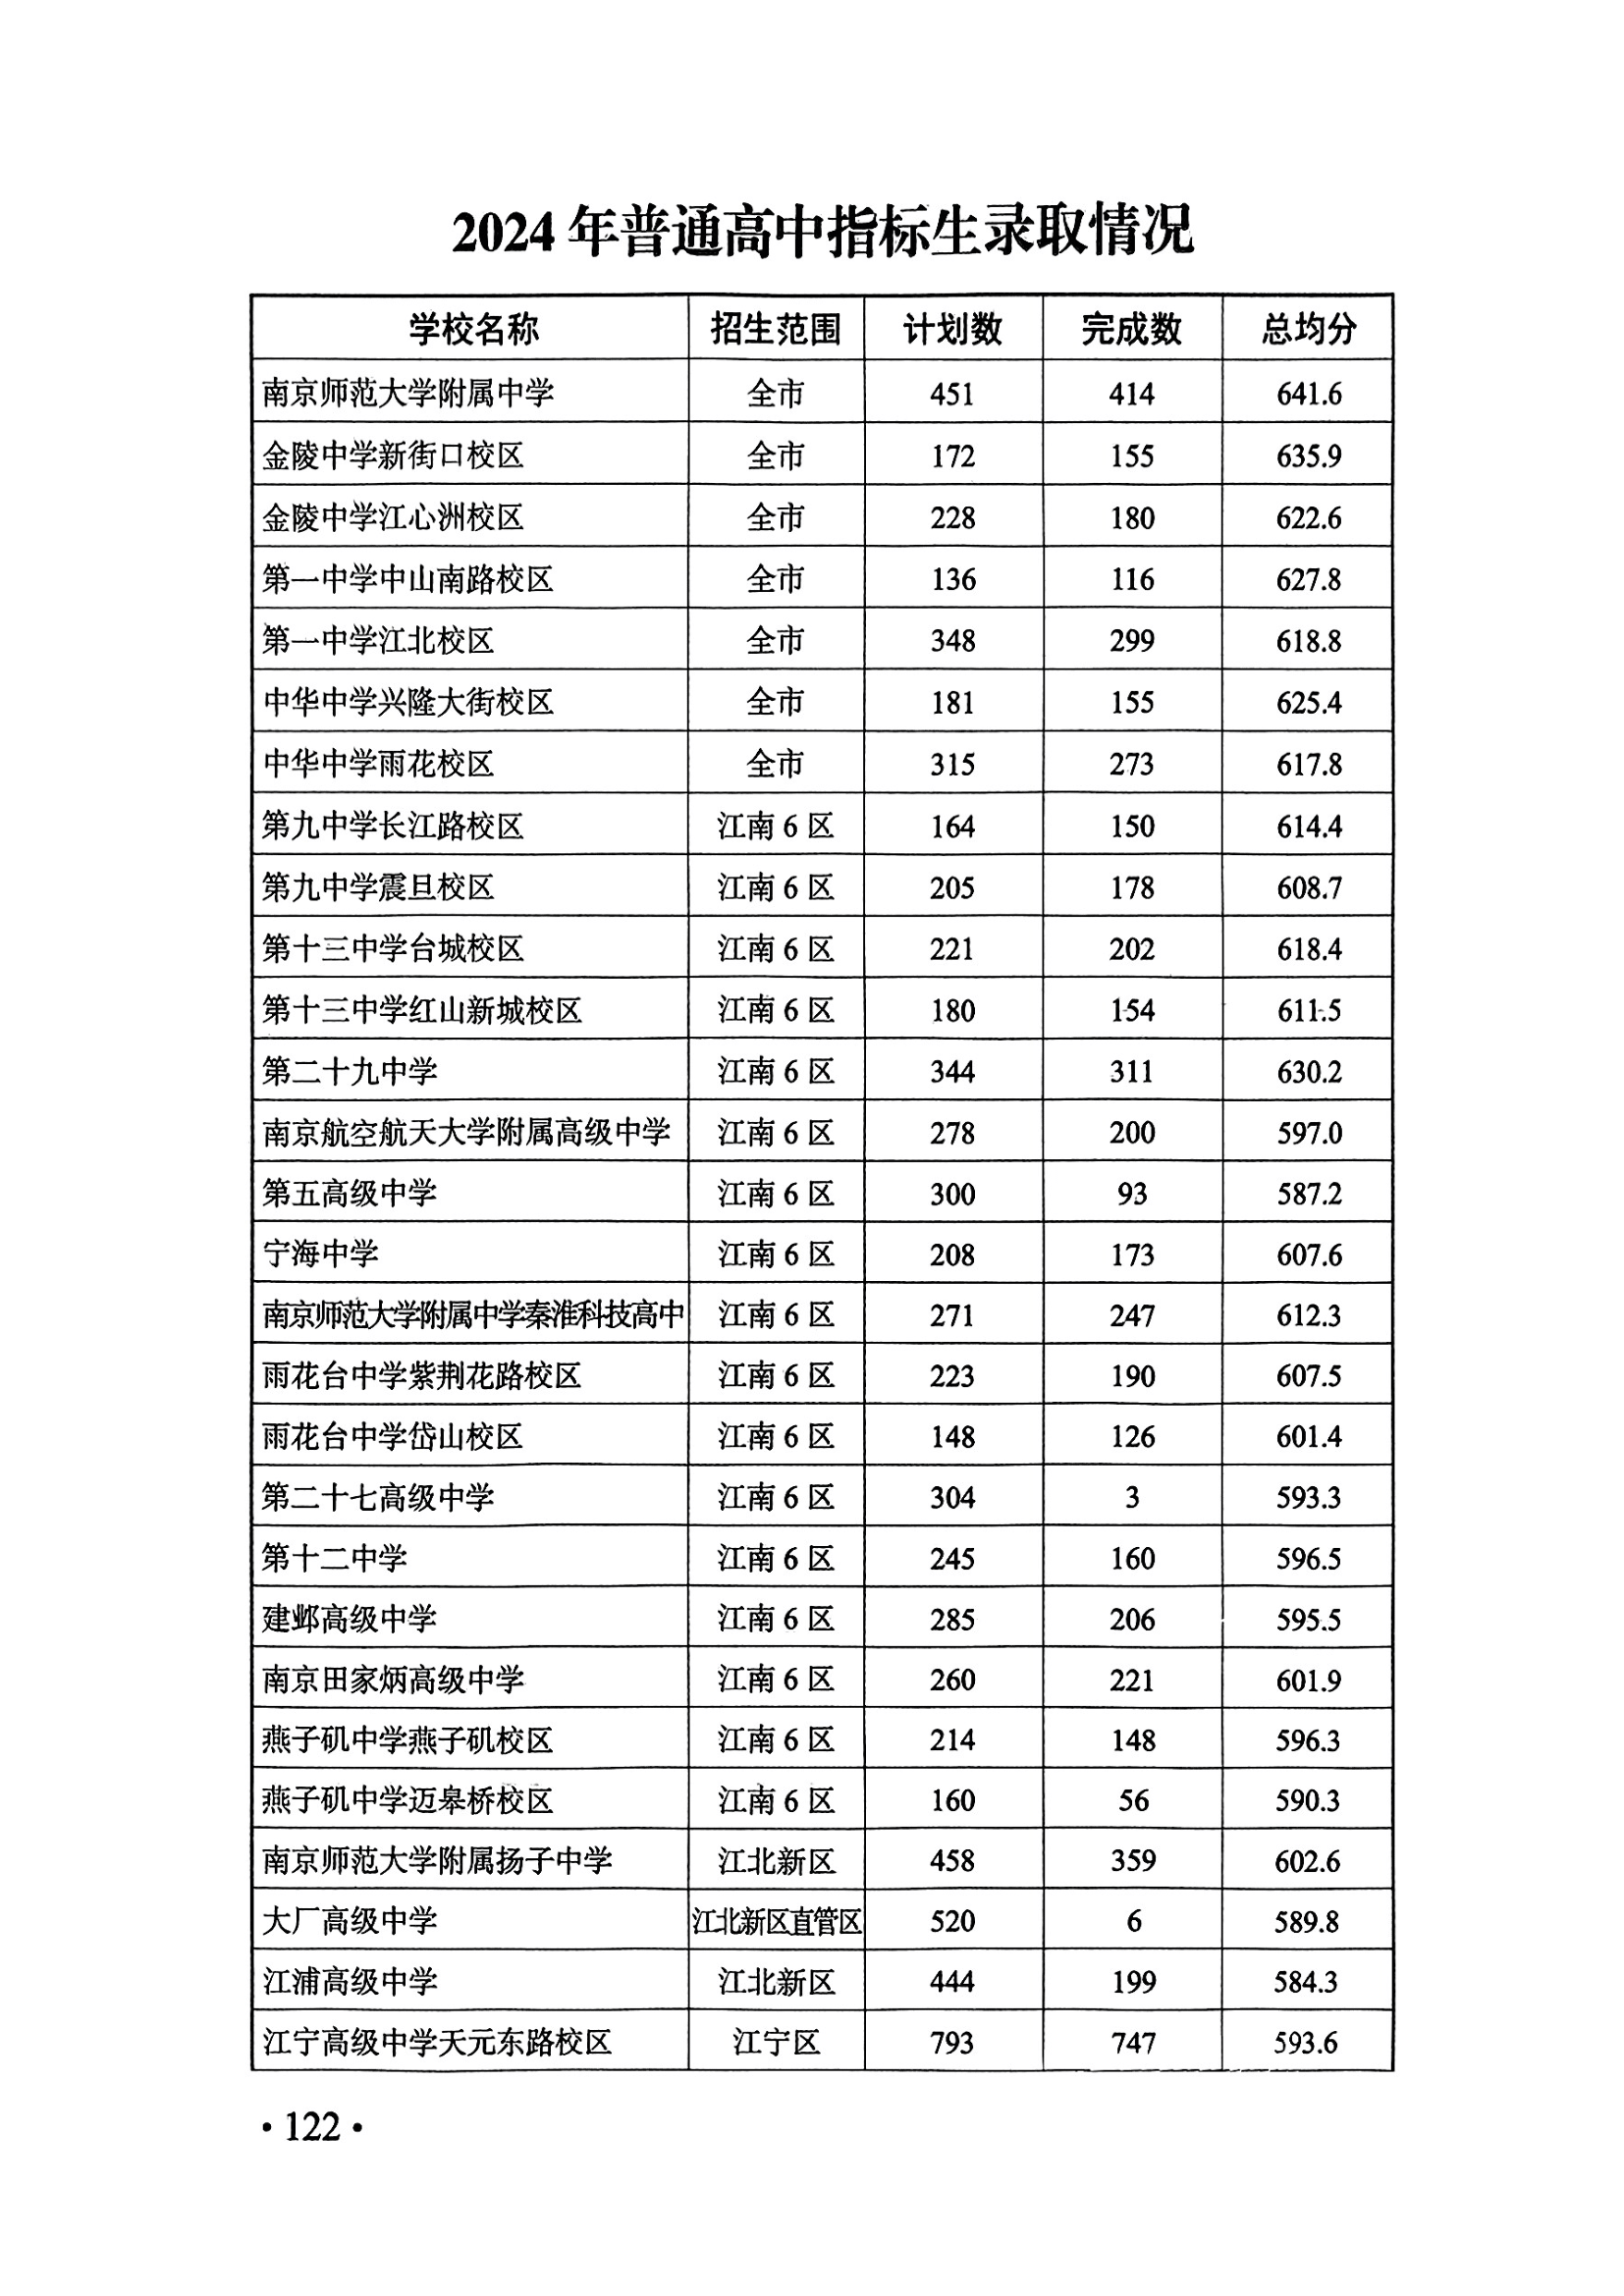 2024 年普通高中指标生录取情况
学校名称 招生范围 计划数 完成数 总均分
南京师范大学附属中学 全市 451 414 641.6
金陵中学新街口校区 全市 172 155 635.9
金陵中学江心洲校区 全市 228 180 622.6
第一中学中山南路校区 全市 136 116 627.8
第一中学江北校区 全市 348 299 618.8
中华中学兴隆大街校区 全市 181 155 625.4
中华中学雨花校区 全市 315 273 617.8
第九中学长江路校区 江南 6 区 164 150 614.4
第九中学震旦校区 江南 6 区 205 178 608.7
第十三中学台城校区 江南 6 区 221 202 618.4
第十三中学红山新城校区 江南 6 区 180 154 611.5
第二十九中学 江南 6 区 344 311 630.2
南京航空航天大学附属高级中学 江南 6 区 278 200 597.0
第五高级中学 江南 6 区 300 93 587.2
宁海中学 江南 6 区 208 173 607.6
南京师范大学附属中学秦淮科技高中 江南 6 区 271 247 612.3
雨花台中学紫荆花路校区 江南 6 区 223 190 607.5
雨花台中学岱山校区 江南 6 区 148 126 601.4
第二十七高级中学 江南 6 区 304 3 593.3
第十二中学 江南 6 区 245 160 596.5
建邺高级中学 江南 6 区 285 206 595.5
南京田家炳高级中学 江南 6 区 260 221 601.9
燕子矶中学燕子矶校区 江南 6 区 214 148 596.3
燕子矶中学迈皋桥校区 江南 6 区 160 56 590.3
南京师范大学附属扬子中学 江北新区 458 359 602.6
大厂高级中学 江北新区直管区 520 6 589.8
江浦高级中学 江北新区 444 199 584.3
江宁高级中学天元东路校区 江宁区 793 747 593.6
·122·